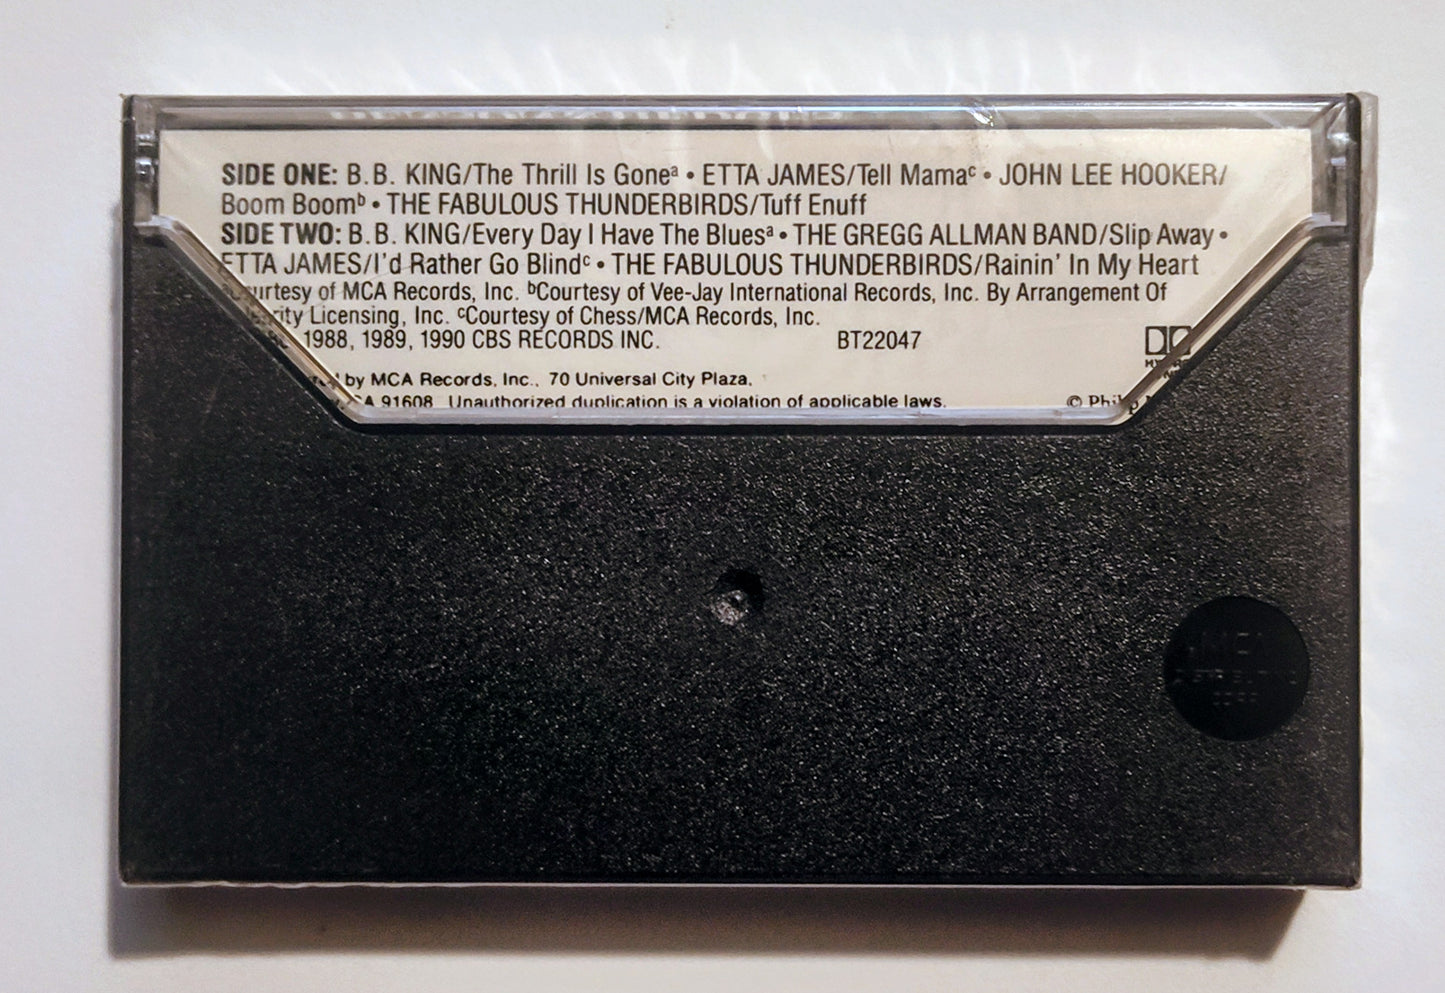 SIDE ONE: B.B. KING/The Thrill Is Goneᵃ • ETTA JAMES/Tell Mamaᶜ • JOHN LEE HOOKER/
Boom Boomᵇ • THE FABULOUS THUNDERBIRDS/Tuff Enuff
SIDE TWO: B.B. KING/Every Day I Have The Bluesᵃ • THE GREGG ALLMAN BAND/Slip Away •
ETTA JAMES/I'd Rather Go Blindᶜ • THE FABULOUS THUNDERBIRDS/Rainin' In My Heart
of MCA Records, Inc. ᵇCourtesy of Vee-Jay International Records, Inc. By Arrangement Of
Licensing, Inc. ᶜCourtesy of Chess/MCA Records, Inc.
1988, 1989, 1990 CBS RECORDS INC. BT22047
by MCA Records, Inc., 70 Universal City Plaza,
CA 91608 Unauthorized duplication is a violation of applicable laws. ©
MCA
DISTRIBUTING
CORP